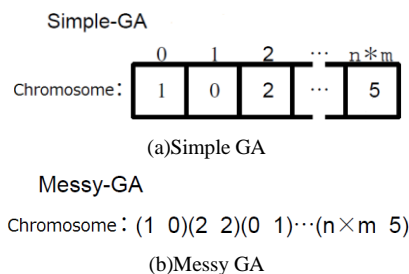 Simple-GA
0 1 2 ··· n*m
Chromosome: 1 0 2 ··· 5
(a)Simple GA
Messy-GA
Chromosome: (1 0)(2 2)(0 1)···(n×m 5)
(b)Messy GA